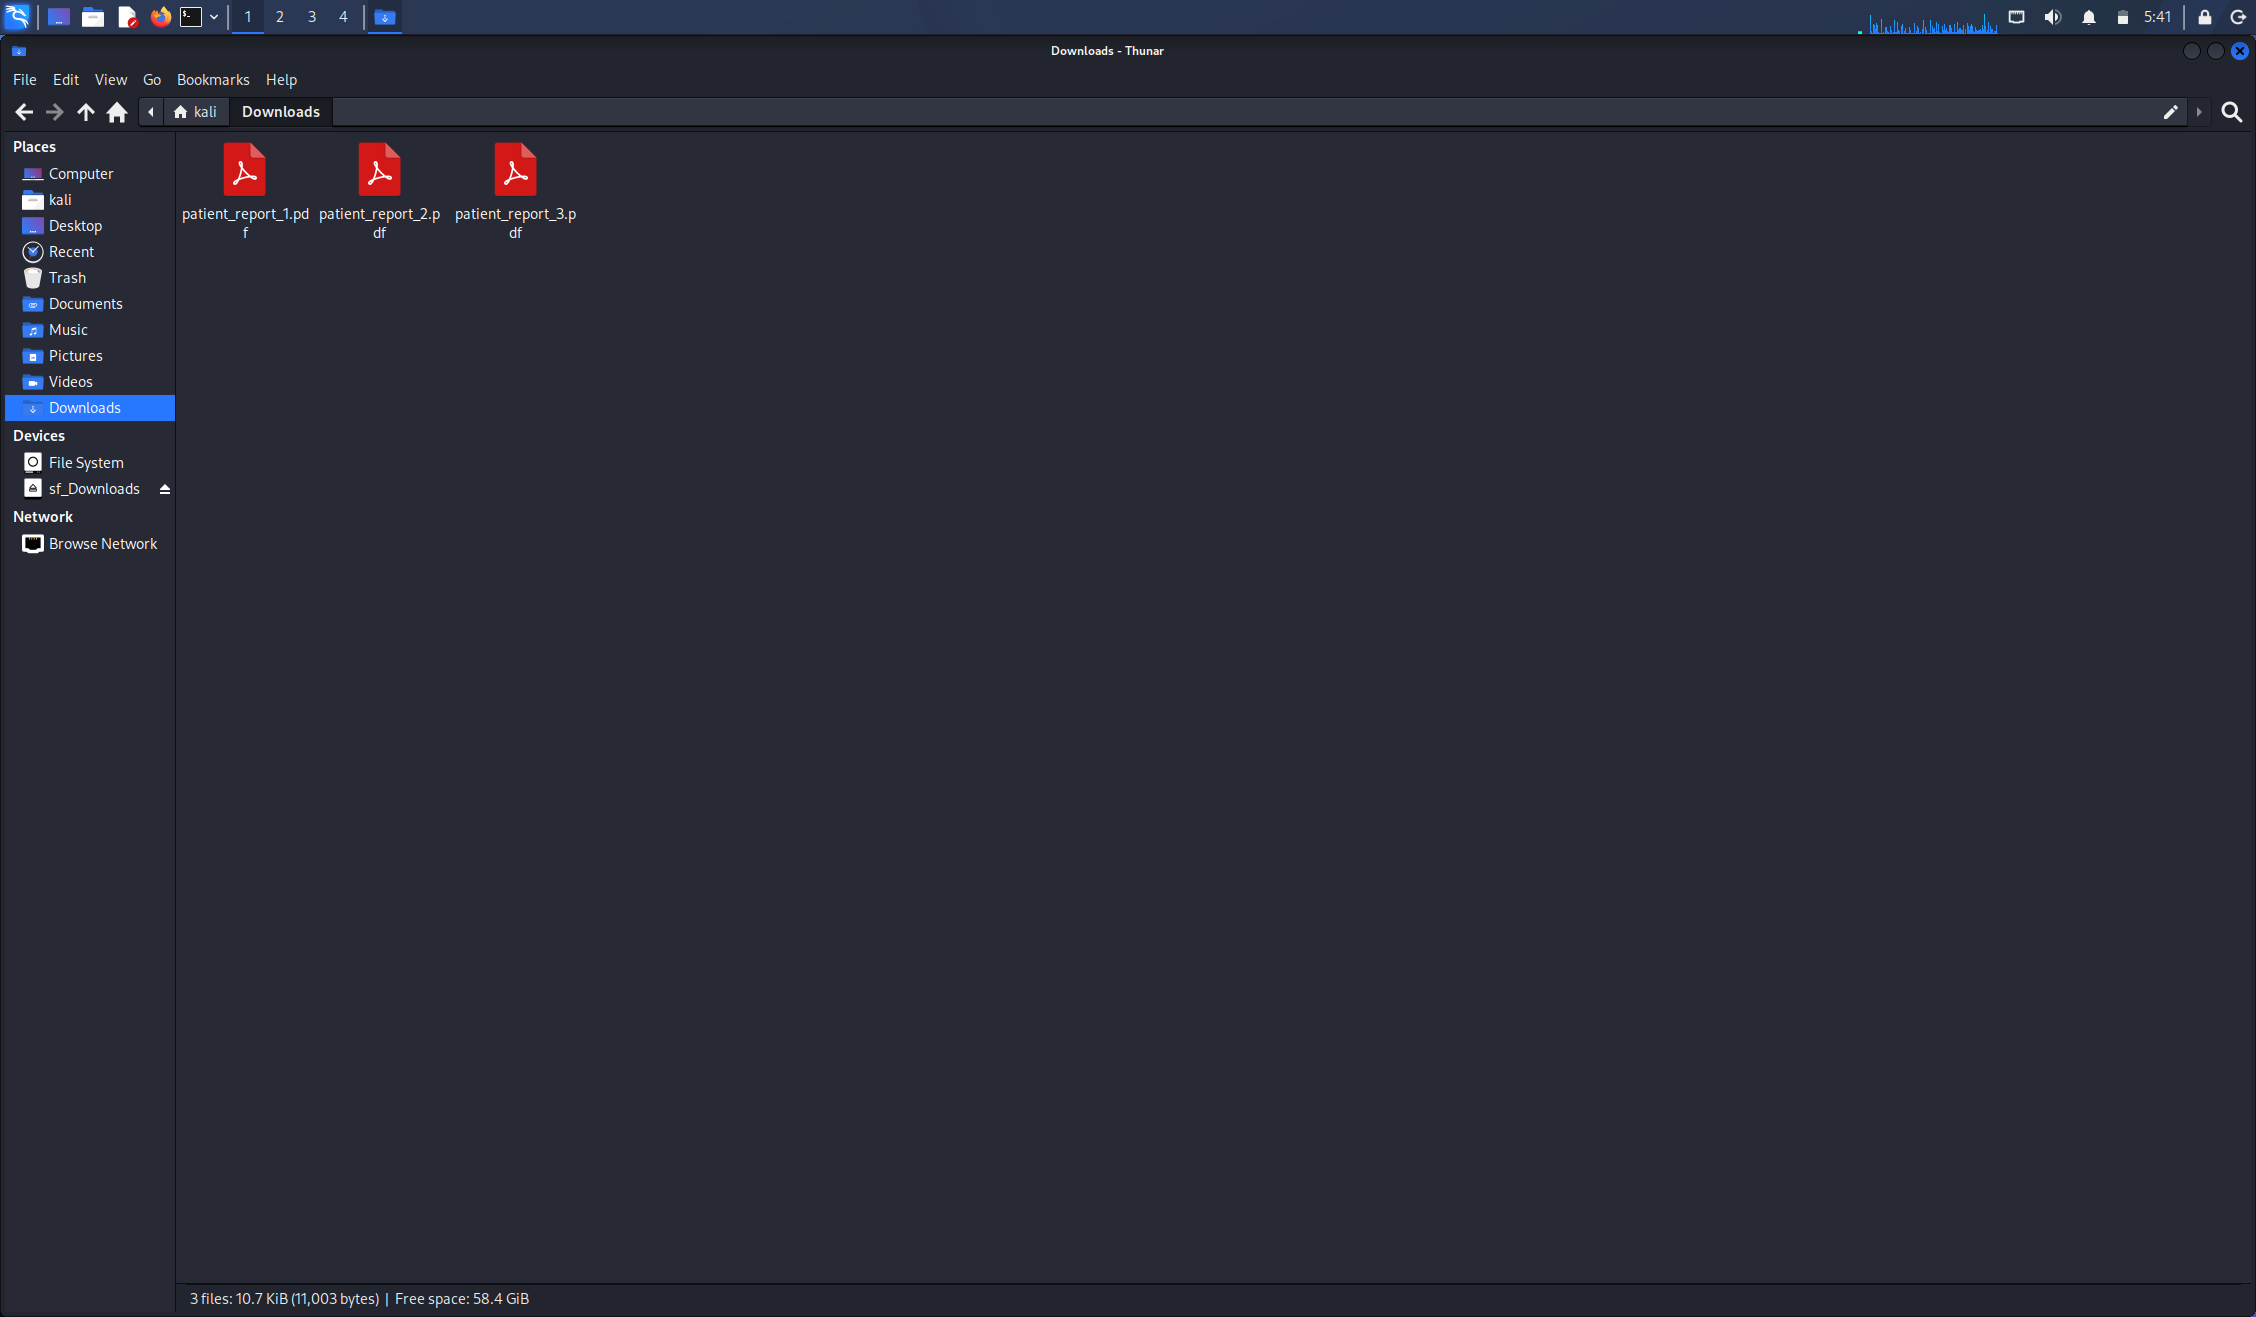 1 2 3 4 5:41
Downloads - Thunar
File Edit View Go Bookmarks Help
kali Downloads
Places
Computer
kali
Desktop
Recent
Trash
Documents
Music
Pictures
Videos
Downloads
Devices
File System
sf_Downloads
Network
Browse Network
patient_report_1.pd
f
patient_report_2.p
df
patient_report_3.p
df
3 files: 10.7 KiB (11,003 bytes) | Free space: 58.4 GiB